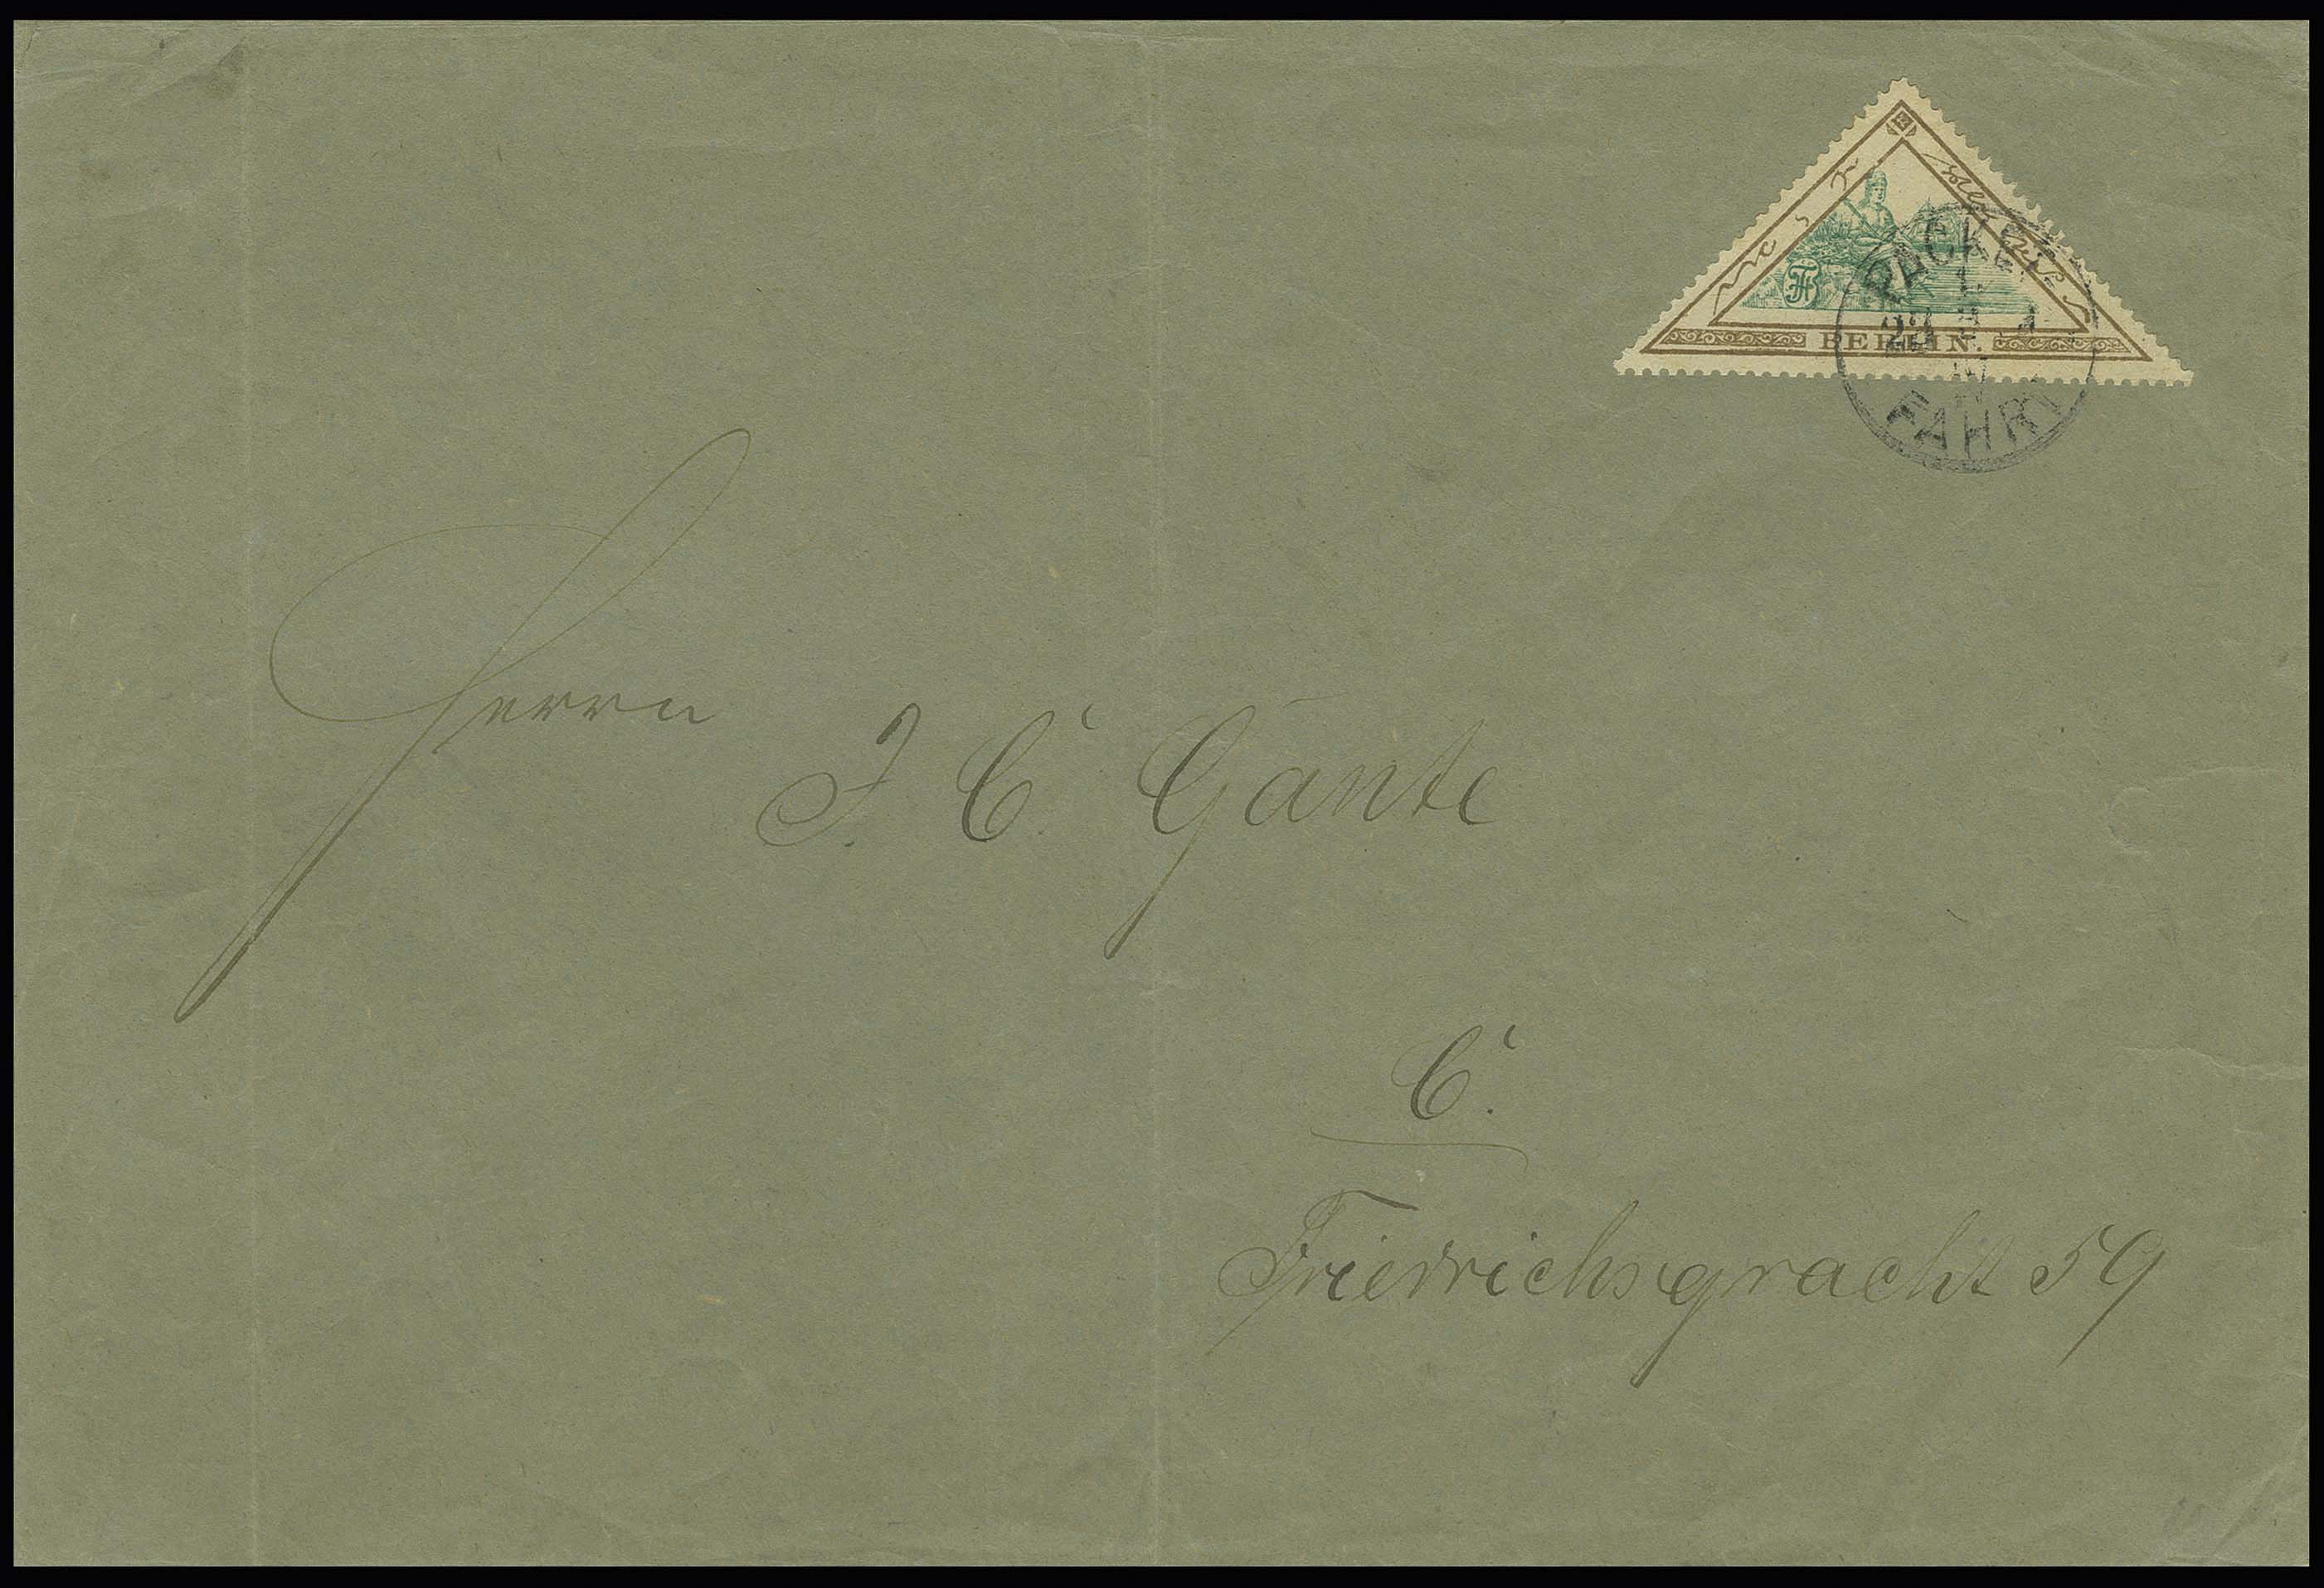 BERLIN.
PACKET
FAHRT
Herrn
J. C. Gante
C.
Friedrichsgracht 59